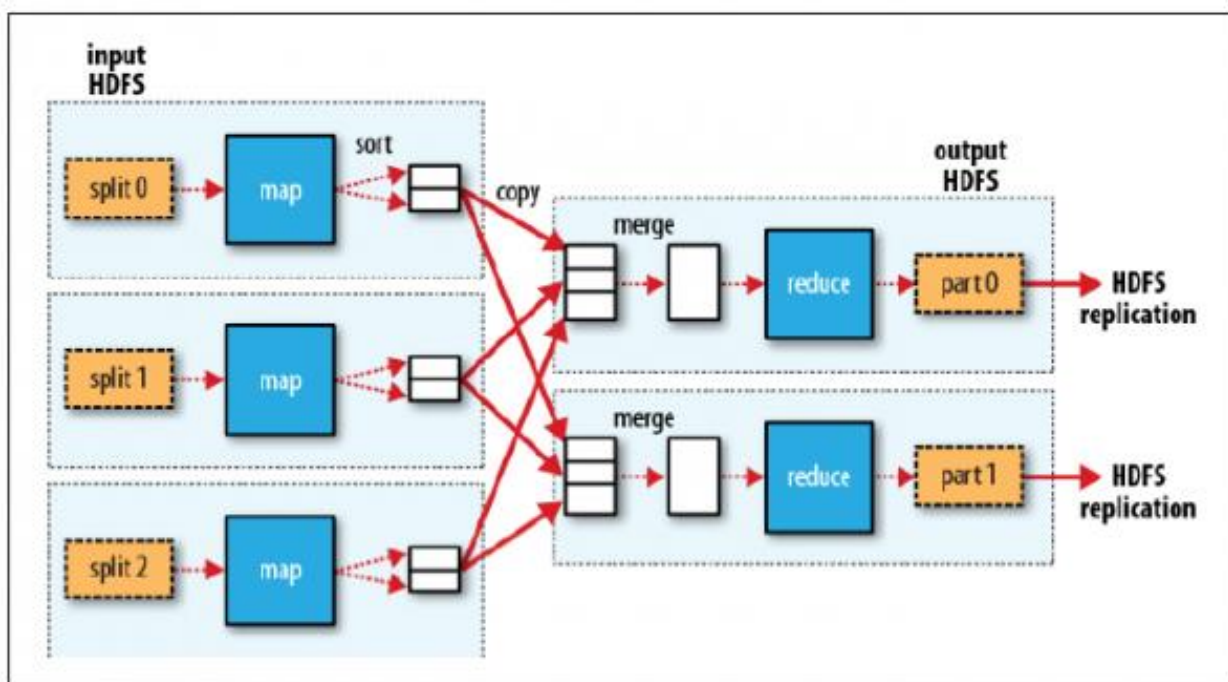 input
HDFS
split 0
map
sort
copy
split 1
map
split 2
map
output
HDFS
merge
reduce
part 0
HDFS
replication
merge
reduce
part 1
HDFS
replication